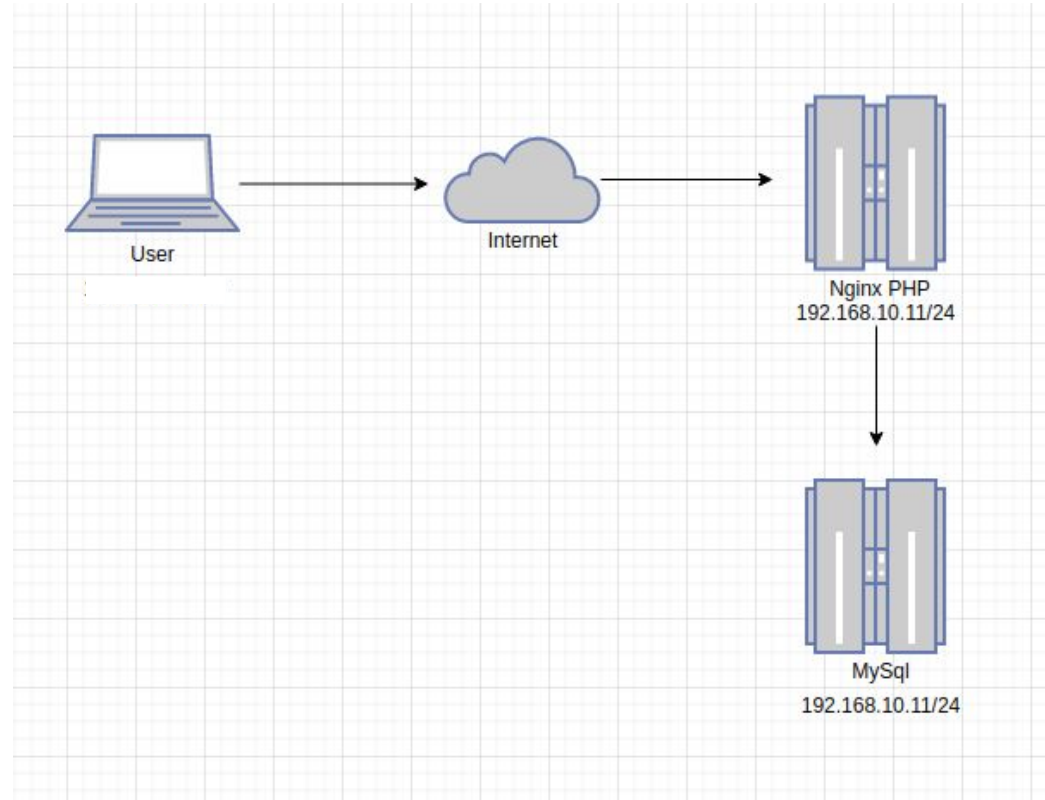 User
Internet
Nginx PHP
192.168.10.11/24
MySql
192.168.10.11/24